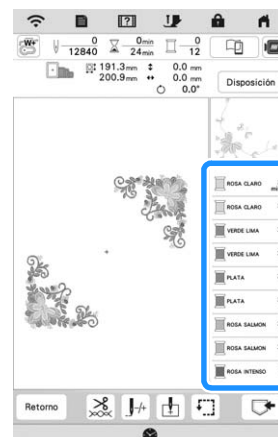 W+
0
12840
0min
24min
0
12
191.3mm
200.9mm
0.0 mm
0.0 mm
0.0°
Disposición
ROSA CLARO
ROSA CLARO
VERDE LIMA
VERDE LIMA
PLATA
PLATA
ROSA SALMON
ROSA SALMON
ROSA INTENSO
Retorno